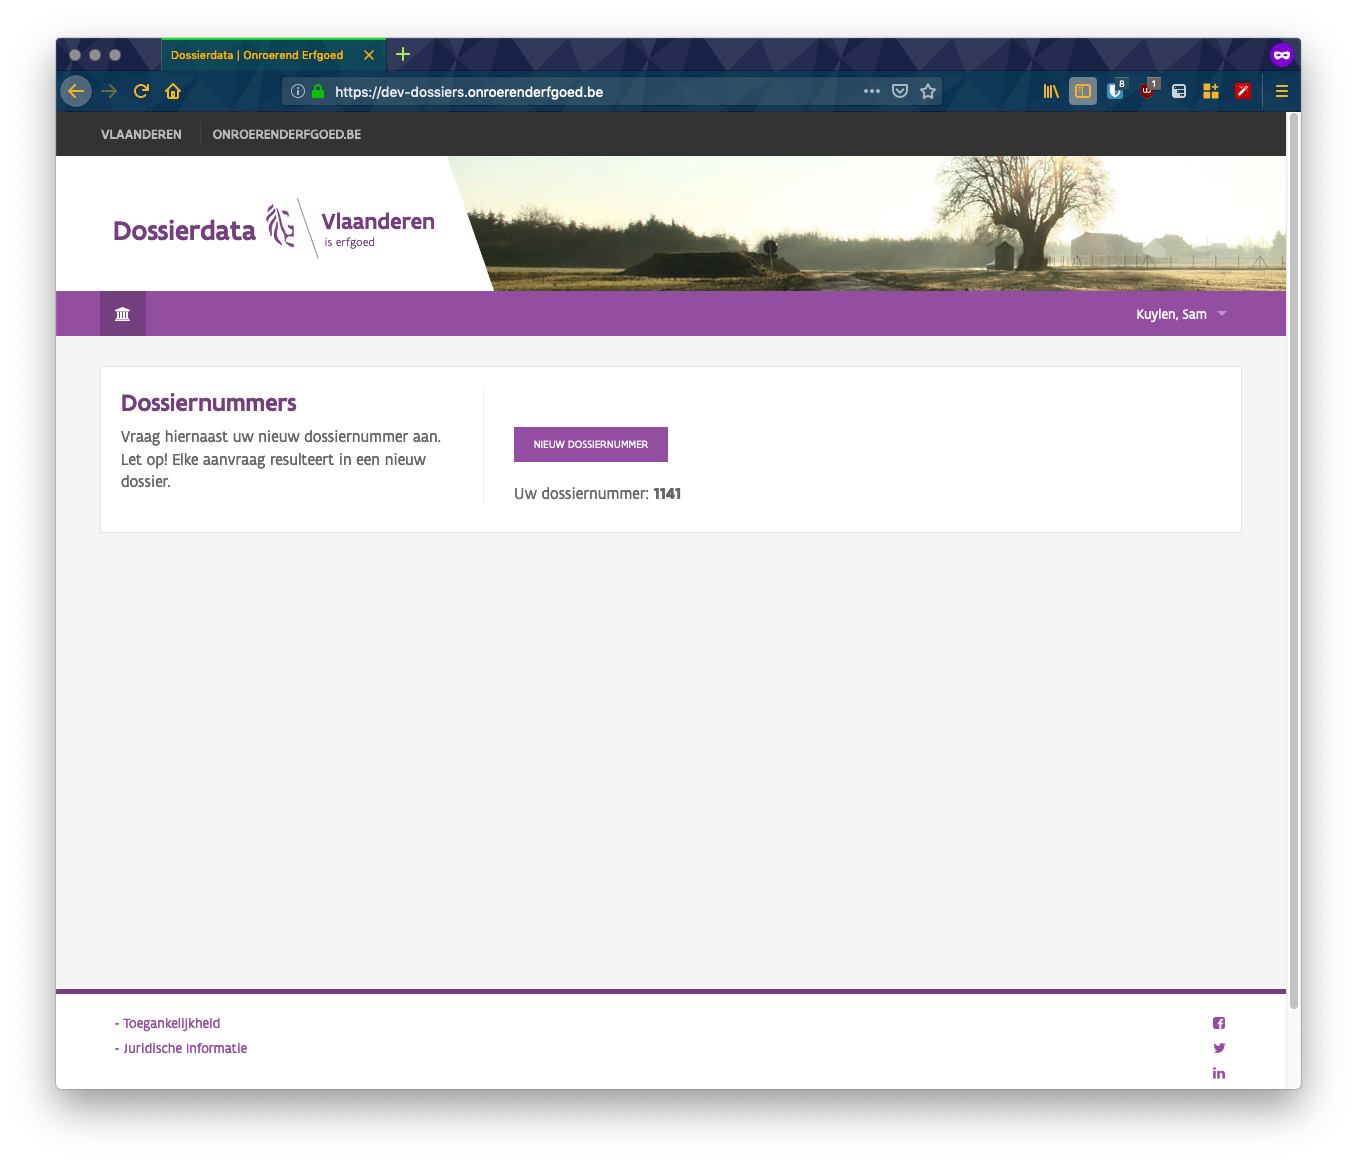 Dossierdata | Onroerend Erfgoed
https://dev-dossiers.onroerenderfgoed.be
8
1
VLAANDEREN
ONROERENDERFGOED.BE
Dossierdata
Vlaanderen
is erfgoed
Kuylen, Sam
Dossiernummers
Vraag hiernaast uw nieuw dossiernummer aan.
Let op! Elke aanvraag resulteert in een nieuw
dossier.
NIEUW DOSSIERNUMMER
Uw dossiernummer: 1141
- Toegankelijkheid
- Juridische Informatie